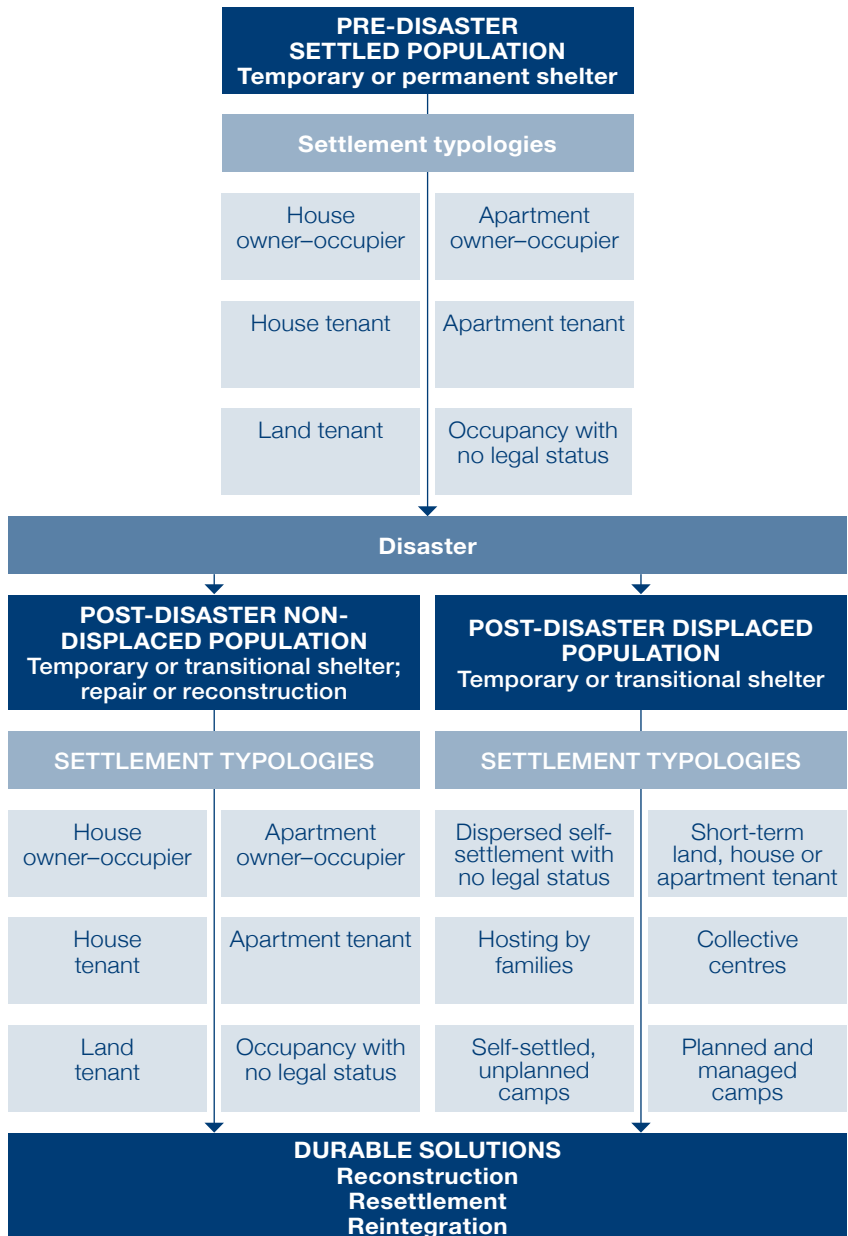 PRE-DISASTER
SETTLED POPULATION
Temporary or permanent shelter
Settlement typologies
House
owner–occupier
Apartment
owner–occupier
House tenant
Apartment tenant
Land tenant
Occupancy with
no legal status
Disaster
POST-DISASTER NON-
DISPLACED POPULATION
Temporary or transitional shelter;
repair or reconstruction
POST-DISASTER DISPLACED
POPULATION
Temporary or transitional shelter
SETTLEMENT TYPOLOGIES
SETTLEMENT TYPOLOGIES
House
owner–occupier
Apartment
owner–occupier
Dispersed self-
settlement with
no legal status
Short-term
land, house or
apartment tenant
House
tenant
Apartment tenant
Hosting by
families
Collective
centres
Land
tenant
Occupancy with
no legal status
Self-settled,
unplanned
camps
Planned and
managed
camps
DURABLE SOLUTIONS
Reconstruction
Resettlement
Reintegration